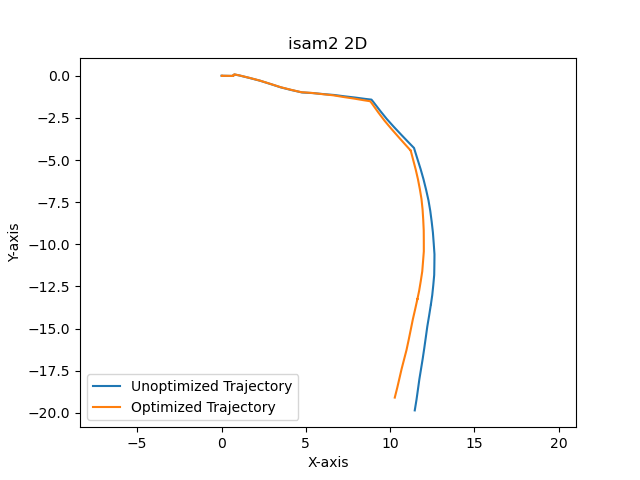 isam2 2D
0.0
−2.5
−5.0
−7.5
−10.0
−12.5
−15.0
−17.5
−20.0
Y-axis
Unoptimized Trajectory
Optimized Trajectory
−5 0 5 10 15 20
X-axis